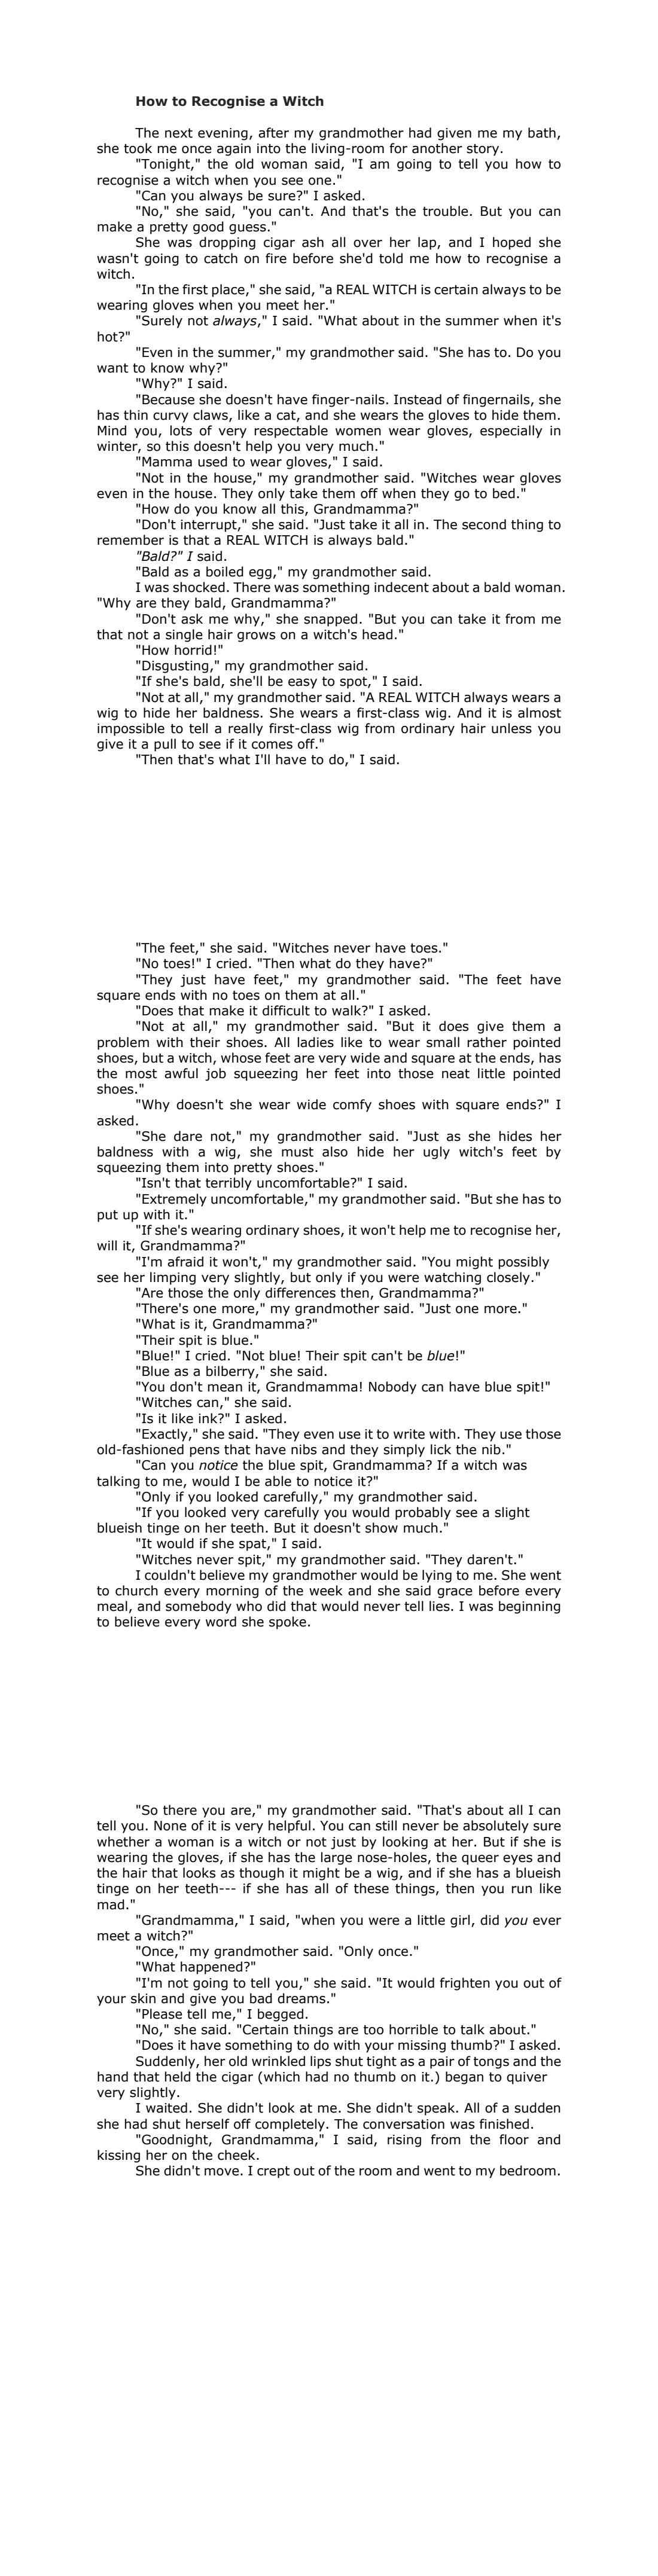 How to Recognise a Witch
The next evening, after my grandmother had given me my bath,
she took me once again into the living-room for another story.
"Tonight," the old woman said, "I am going to tell you how to
recognise a witch when you see one."
"Can you always be sure?" I asked.
"No," she said, "you can't. And that's the trouble. But you can
make a pretty good guess."
She was dropping cigar ash all over her lap, and I hoped she
wasn't going to catch on fire before she'd told me how to recognise a
witch.
"In the first place," she said, "a REAL WITCH is certain always to be
wearing gloves when you meet her."
"Surely not always," I said. "What about in the summer when it's
hot?"
"Even in the summer," my grandmother said. "She has to. Do you
want to know why?"
"Why?" I said.
"Because she doesn't have finger-nails. Instead of fingernails, she
has thin curvy claws, like a cat, and she wears the gloves to hide them.
Mind you, lots of very respectable women wear gloves, especially in
winter, so this doesn't help you very much."
"Mamma used to wear gloves," I said.
"Not in the house," my grandmother said. "Witches wear gloves
even in the house. They only take them off when they go to bed."
"How do you know all this, Grandmamma?"
"Don't interrupt," she said. "Just take it all in. The second thing to
remember is that a REAL WITCH is always bald."
"Bald?" I said.
"Bald as a boiled egg," my grandmother said.
I was shocked. There was something indecent about a bald woman.
"Why are they bald, Grandmamma?"
"Don't ask me why," she snapped. "But you can take it from me
that not a single hair grows on a witch's head."
"How horrid!"
"Disgusting," my grandmother said.
"If she's bald, she'll be easy to spot," I said.
"Not at all," my grandmother said. "A REAL WITCH always wears a
wig to hide her baldness. She wears a first-class wig. And it is almost
impossible to tell a really first-class wig from ordinary hair unless you
give it a pull to see if it comes off."
"Then that's what I'll have to do," I said.
"The feet," she said. "Witches never have toes."
"No toes!" I cried. "Then what do they have?"
"They just have feet," my grandmother said. "The feet have
square ends with no toes on them at all."
"Does that make it difficult to walk?" I asked.
"Not at all," my grandmother said. "But it does give them a
problem with their shoes. All ladies like to wear small rather pointed
shoes, but a witch, whose feet are very wide and square at the ends, has
the most awful job squeezing her feet into those neat little pointed
shoes."
"Why doesn't she wear wide comfy shoes with square ends?" I
asked.
"She dare not," my grandmother said. "Just as she hides her
baldness with a wig, she must also hide her ugly witch's feet by
squeezing them into pretty shoes."
"Isn't that terribly uncomfortable?" I said.
"Extremely uncomfortable," my grandmother said. "But she has to
put up with it."
"If she's wearing ordinary shoes, it won't help me to recognise her,
will it, Grandmamma?"
"I'm afraid it won't," my grandmother said. "You might possibly
see her limping very slightly, but only if you were watching closely."
"Are those the only differences then, Grandmamma?"
"There's one more," my grandmother said. "Just one more."
"What is it, Grandmamma?"
"Their spit is blue."
"Blue!" I cried. "Not blue! Their spit can't be blue!"
"Blue as a bilberry," she said.
"You don't mean it, Grandmamma! Nobody can have blue spit!"
"Witches can," she said.
"Is it like ink?" I asked.
"Exactly," she said. "They even use it to write with. They use those
old-fashioned pens that have nibs and they simply lick the nib."
"Can you notice the blue spit, Grandmamma? If a witch was
talking to me, would I be able to notice it?"
"Only if you looked carefully," my grandmother said.
"If you looked very carefully you would probably see a slight
blueish tinge on her teeth. But it doesn't show much."
"It would if she spat," I said.
"Witches never spit," my grandmother said. "They daren't."
I couldn't believe my grandmother would be lying to me. She went
to church every morning of the week and she said grace before every
meal, and somebody who did that would never tell lies. I was beginning
to believe every word she spoke.
"So there you are," my grandmother said. "That's about all I can
tell you. None of it is very helpful. You can still never be absolutely sure
whether a woman is a witch or not just by looking at her. But if she is
wearing the gloves, if she has the large nose-holes, the queer eyes and
the hair that looks as though it might be a wig, and if she has a blueish
tinge on her teeth--- if she has all of these things, then you run like
mad."
"Grandmamma," I said, "when you were a little girl, did you ever
meet a witch?"
"Once," my grandmother said. "Only once."
"What happened?"
"I'm not going to tell you," she said. "It would frighten you out of
your skin and give you bad dreams."
"Please tell me," I begged.
"No," she said. "Certain things are too horrible to talk about."
"Does it have something to do with your missing thumb?" I asked.
Suddenly, her old wrinkled lips shut tight as a pair of tongs and the
hand that held the cigar (which had no thumb on it.) began to quiver
very slightly.
I waited. She didn't look at me. She didn't speak. All of a sudden
she had shut herself off completely. The conversation was finished.
"Goodnight, Grandmamma," I said, rising from the floor and
kissing her on the cheek.
She didn't move. I crept out of the room and went to my bedroom.